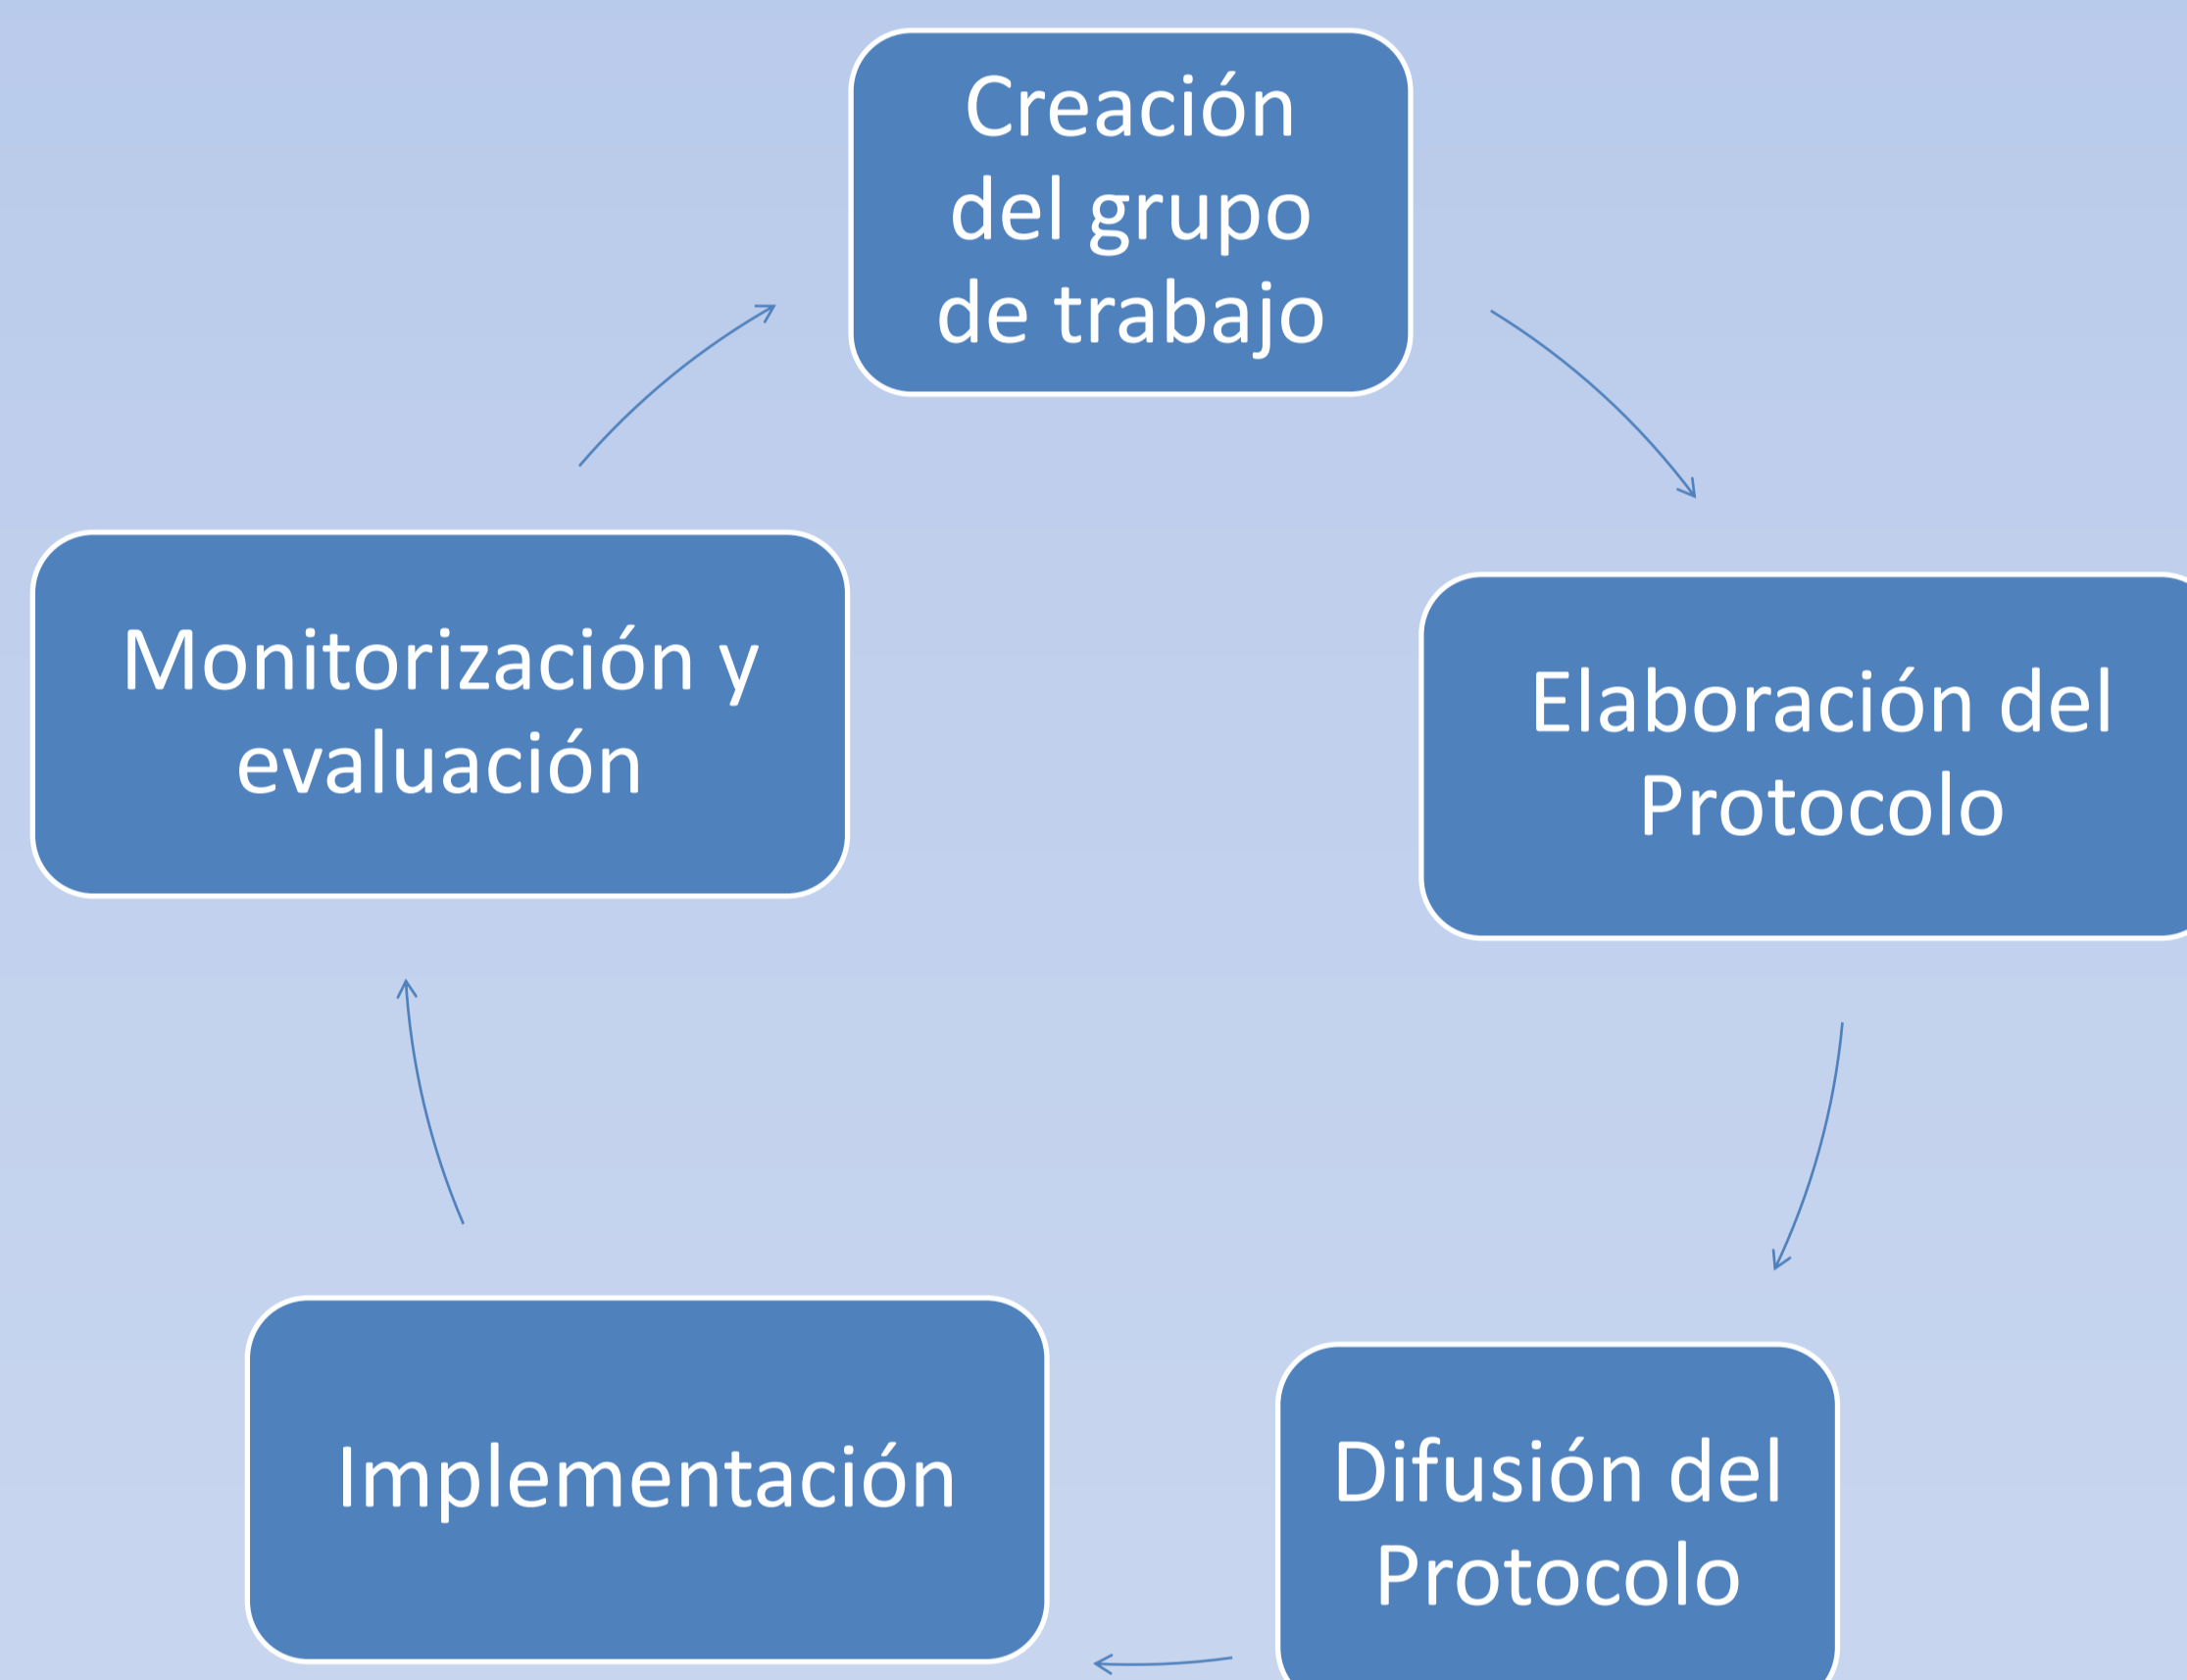 Creación
del grupo
de trabajo
Elaboración del
Protocolo
Difusión del
Protocolo
Implementación
Monitorización y
evaluación